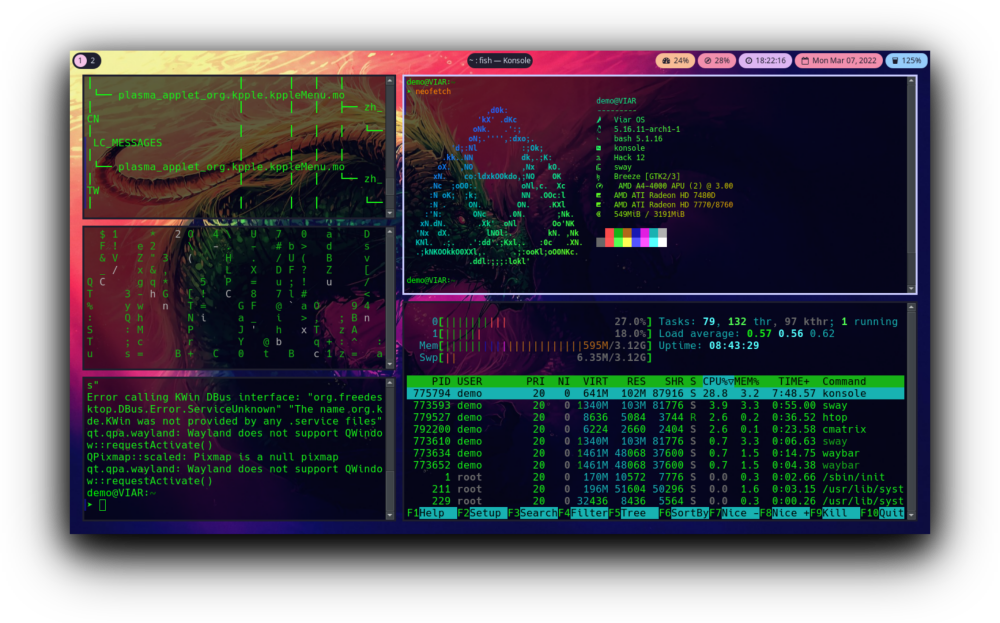 1 2
~ : fish — Konsole
24% 28% 18:22:16 Mon Mar 07, 2022 125%
plasma_applet_org.kpple.kppleMenu.mo
zh_
CN
LC_MESSAGES
plasma_applet_org.kpple.kppleMenu.mo
zh_
TW
s"
Error calling KWin DBus interface: "org.freedes
ktop.DBus.Error.ServiceUnknown" "The name org.k
de.KWin was not provided by any .service files"
qt.qpa.wayland: Wayland does not support QWindo
w::requestActivate()
QPixmap::scaled: Pixmap is a null pixmap
qt.qpa.wayland: Wayland does not support QWindo
w::requestActivate()
demo@VIAR:~
demo@VIAR:
neofetch
demo@VIAR
---------
Viar OS
5.16.11-arch1-1
bash 5.1.16
konsole
Hack 12
sway
Breeze [GTK2/3]
AMD A4-4000 APU (2) @ 3.00
AMD ATI Radeon HD 7480D
AMD ATI Radeon HD 7770/8760
549MiB / 3191MiB
demo@VIAR:
0[|||||||||| 27.0%] Tasks: 79, 132 thr, 97 kthr; 1 running
1[|||||| 18.0%] Load average: 0.57 0.56 0.62
Mem[||||||||||||||||||||||595M/3.12G] Uptime: 08:43:29
Swp[|| 6.35M/3.12G]
PID USER PRI NI VIRT RES SHR S CPU%▽MEM% TIME+ Command
775794 demo 20 0 641M 102M 87916 S 28.8 3.2 7:48.57 konsole
773593 demo 20 0 1340M 103M 81776 S 3.9 3.3 0:55.00 sway
779527 demo 20 0 8636 5084 3744 R 2.6 0.2 0:36.52 htop
792200 demo 20 0 6224 2660 2404 S 2.6 0.1 0:23.58 cmatrix
773610 demo 20 0 1340M 103M 81776 S 0.7 3.3 0:06.63 sway
773634 demo 20 0 1461M 48068 37600 S 0.7 1.5 0:14.75 waybar
773652 demo 20 0 1461M 48068 37600 S 0.7 1.5 0:04.38 waybar
1 root 20 0 170M 10572 7776 S 0.0 0.3 0:02.66 /sbin/init
211 root 20 0 196M 51604 50296 S 0.0 1.6 0:03.15 /usr/lib/syst
229 root 20 0 32436 8436 5564 S 0.0 0.3 0:00.26 /usr/lib/syst
F1Help F2Setup F3SearchF4FilterF5Tree F6SortByF7Nice -F8Nice +F9Kill F10Quit